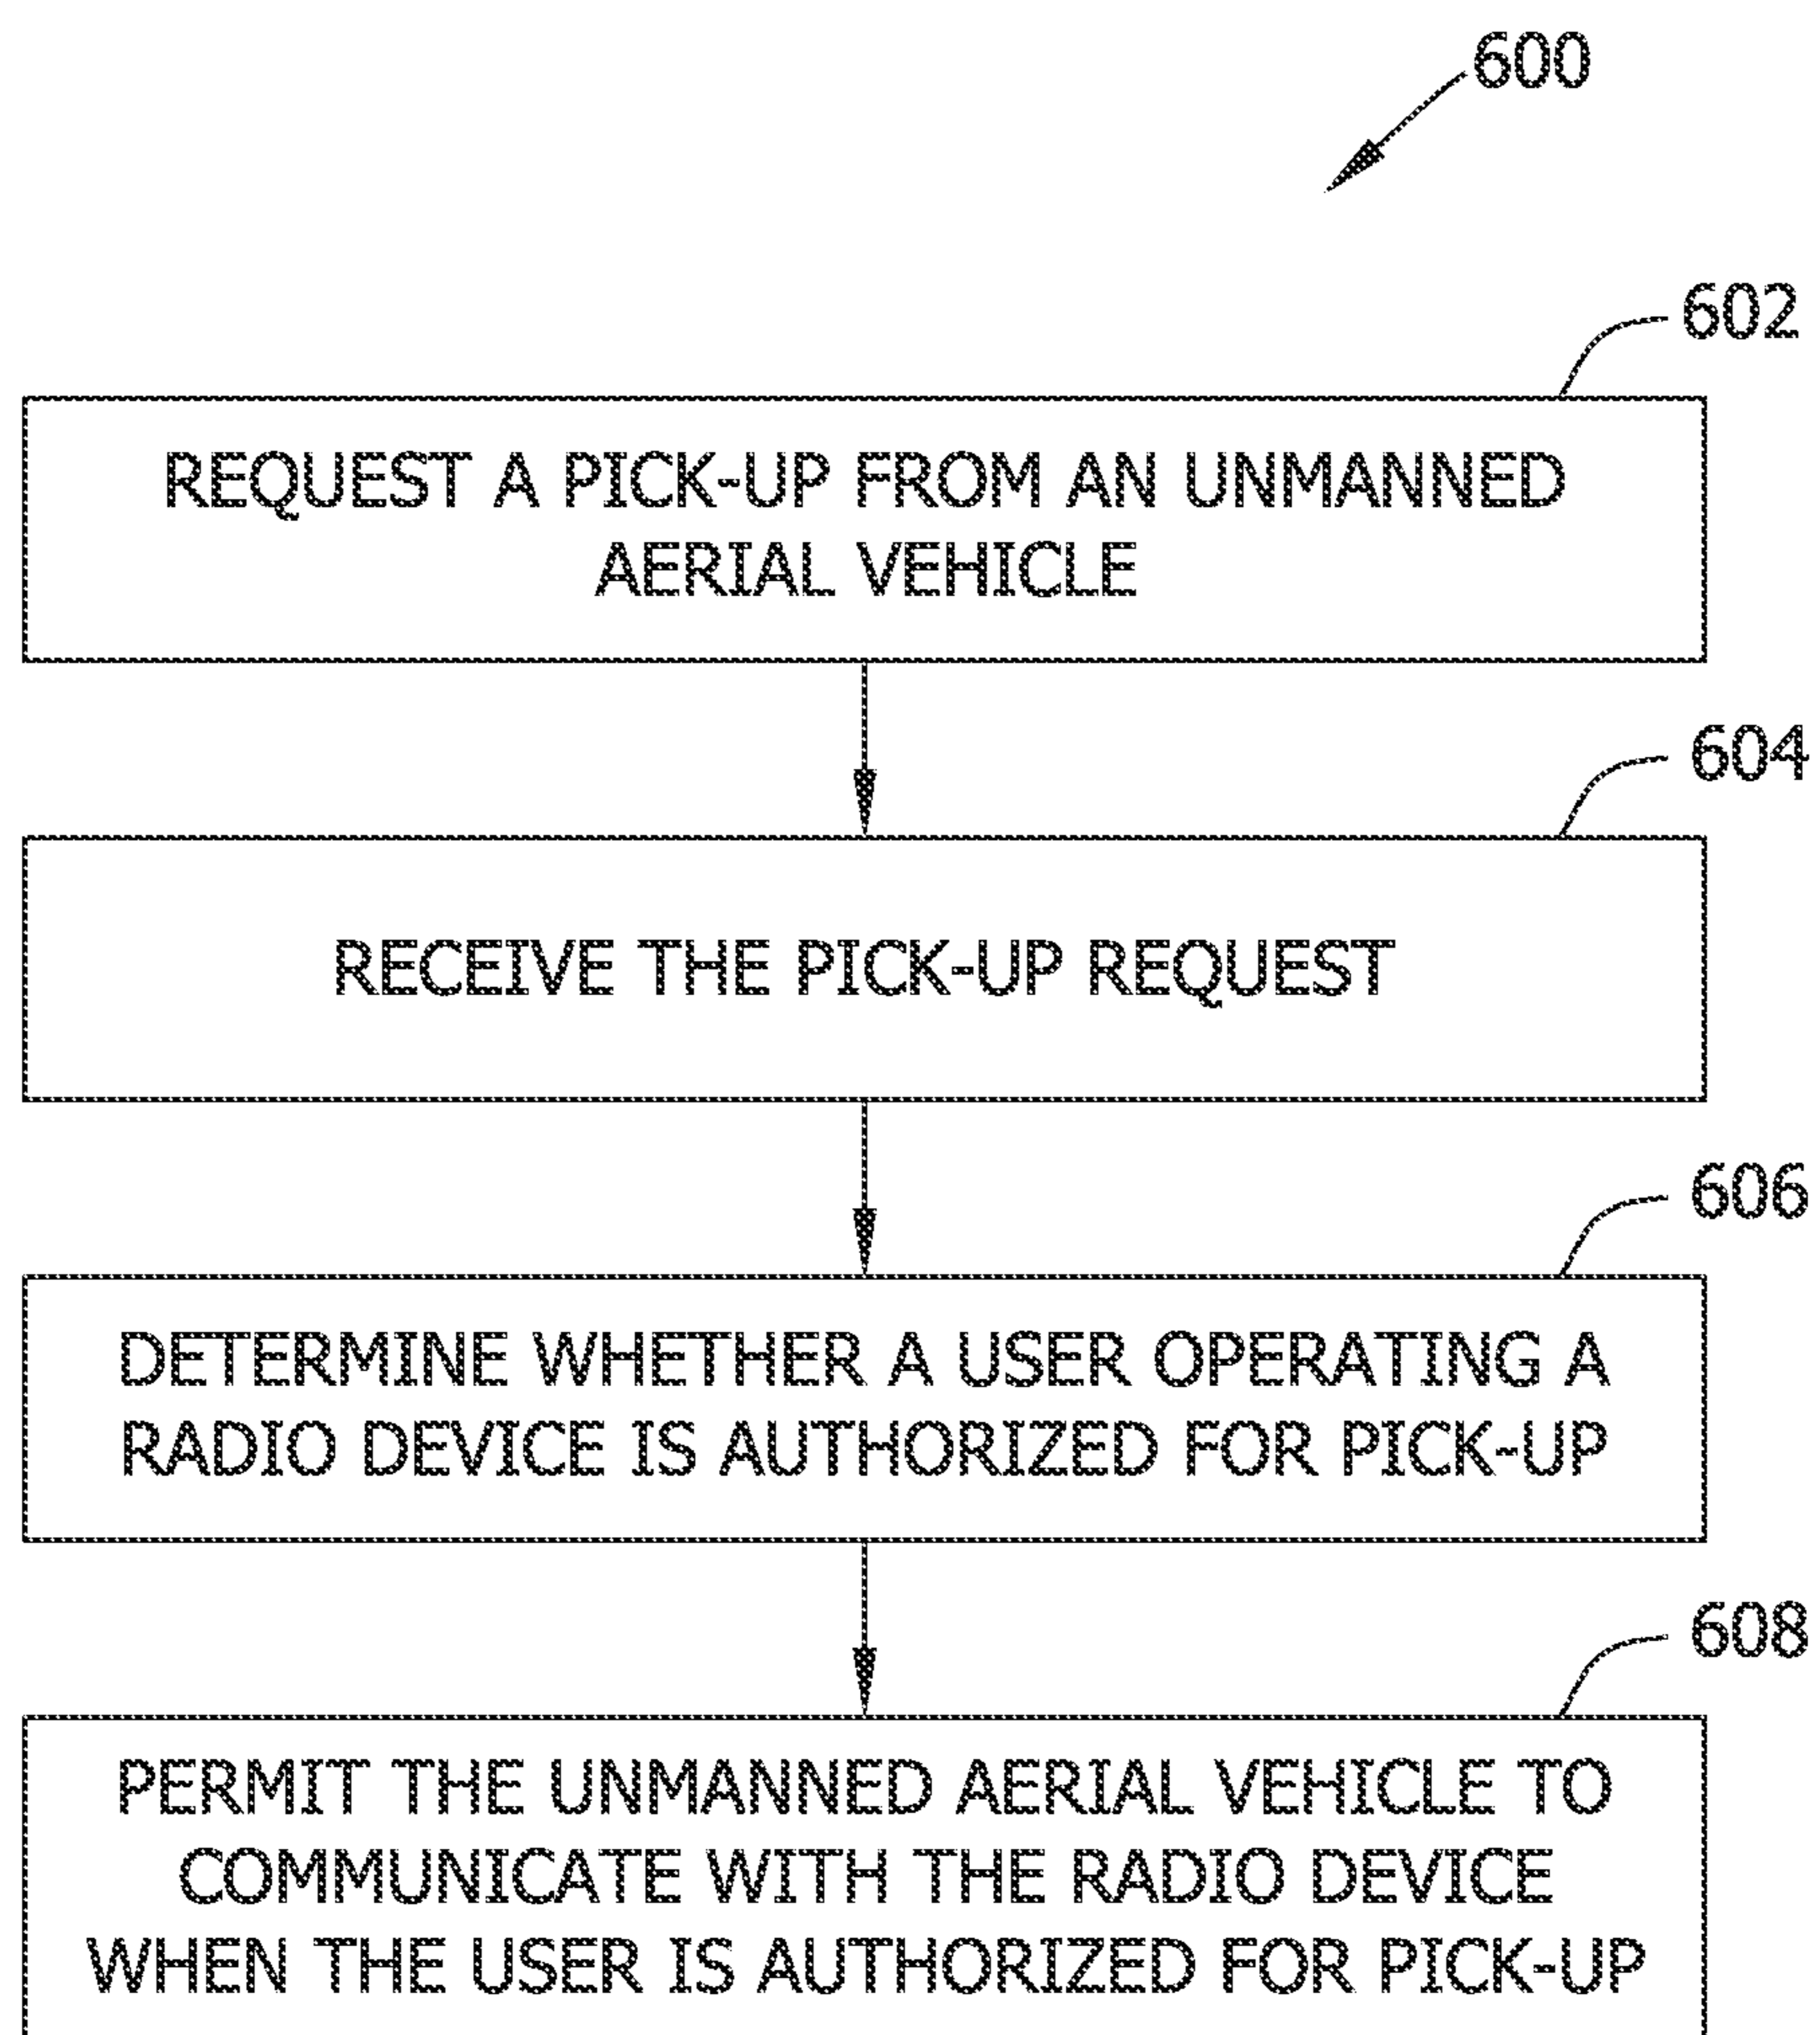 600
602
REQUEST A PICK-UP FROM AN UNMANNED
AERIAL VEHICLE
604
RECEIVE THE PICK-UP REQUEST
606
DETERMINE WHETHER A USER OPERATING A
RADIO DEVICE IS AUTHORIZED FOR PICK-UP
608
PERMIT THE UNMANNED AERIAL VEHICLE TO
COMMUNICATE WITH THE RADIO DEVICE
WHEN THE USER IS AUTHORIZED FOR PICK-UP